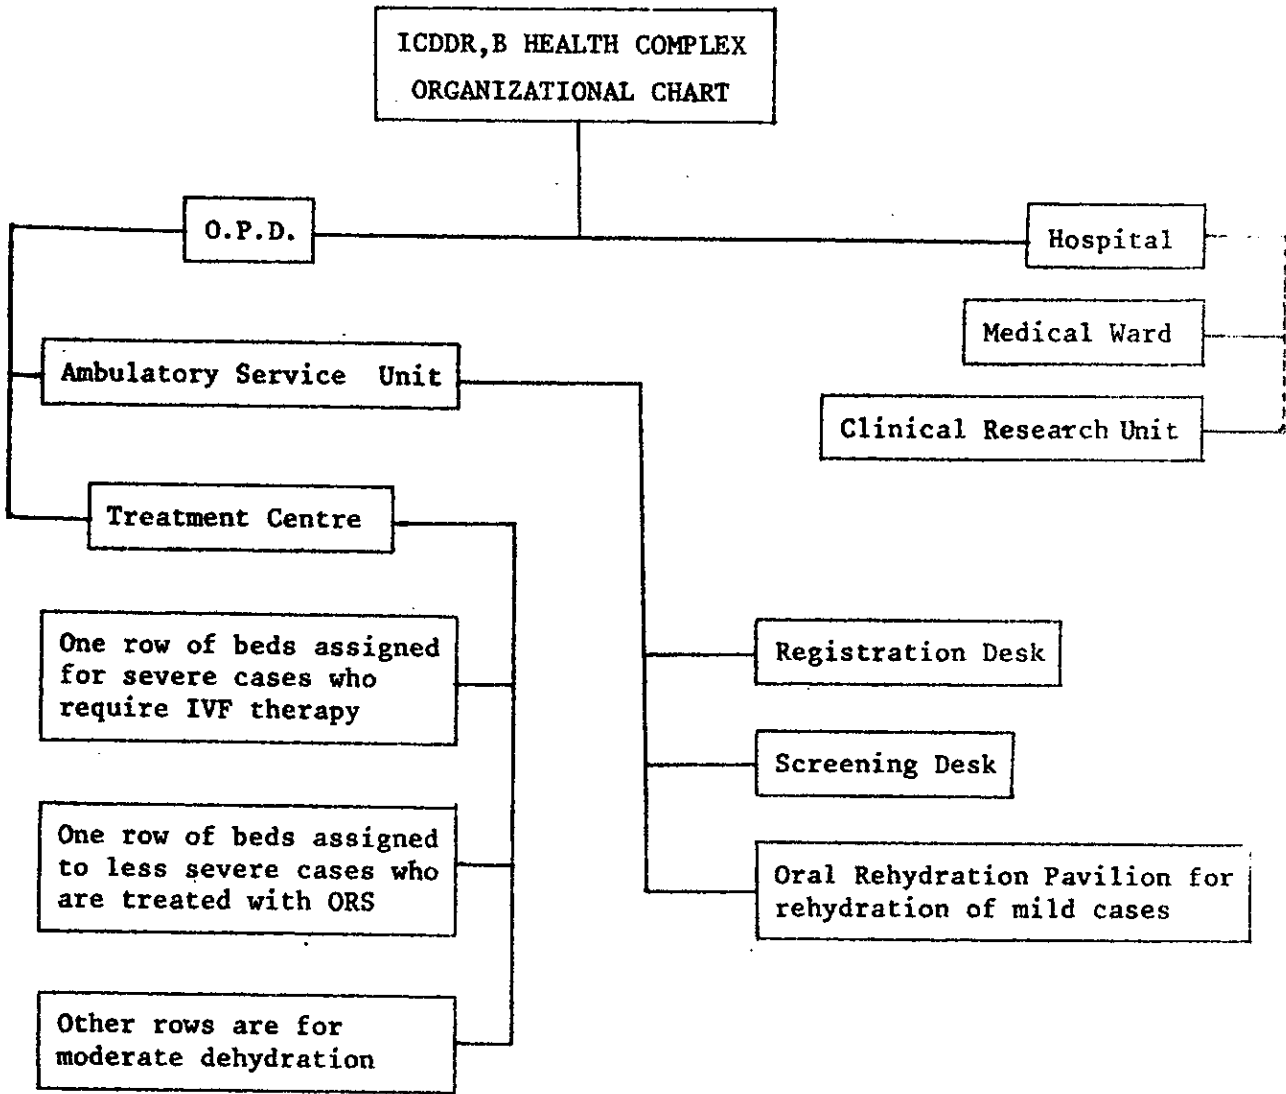 ICDDR,B HEALTH COMPLEX
ORGANIZATIONAL CHART
O.P.D.
Hospital
Medical Ward
Ambulatory Service Unit
Clinical Research Unit
Treatment Centre
One row of beds assigned
for severe cases who
require IVF therapy
Registration Desk
Screening Desk
One row of beds assigned
to less severe cases who
are treated with ORS
Oral Rehydration Pavilion for
rehydration of mild cases
Other rows are for
moderate dehydration